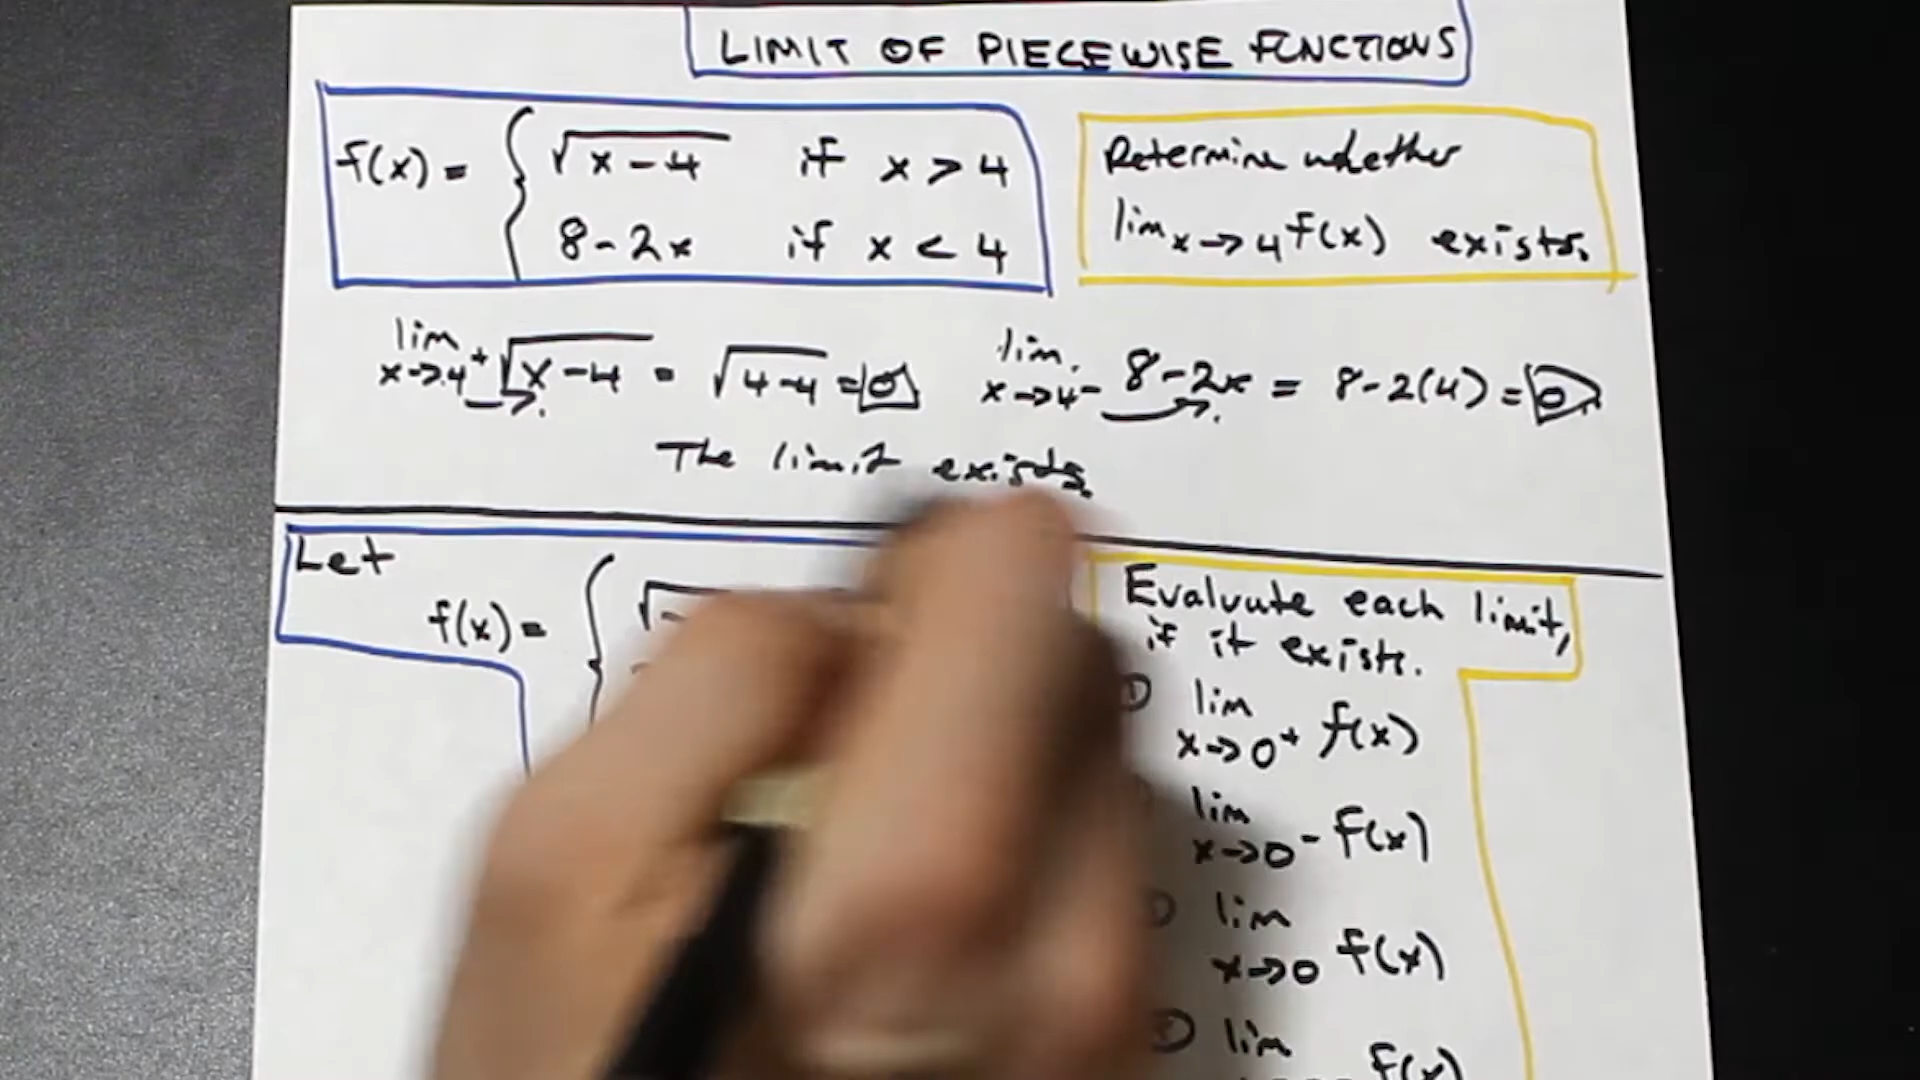 LIMIT OF PIECEWISE FUNCTIONS
f(x) = { √x-4 if x > 4
8-2x if x < 4
Determine whether
lim x→4 f(x) exists.
lim x→4+ √x-4 = √4-4 = 0
lim x→4- 8-2x = 8-2(4) = 0
The limit exists.
Let
f(x) = {
Evaluate each limit,
if it exists.
① lim x→0+ f(x)
lim x→0- f(x)
lim x→0 f(x)
lim
f(x)